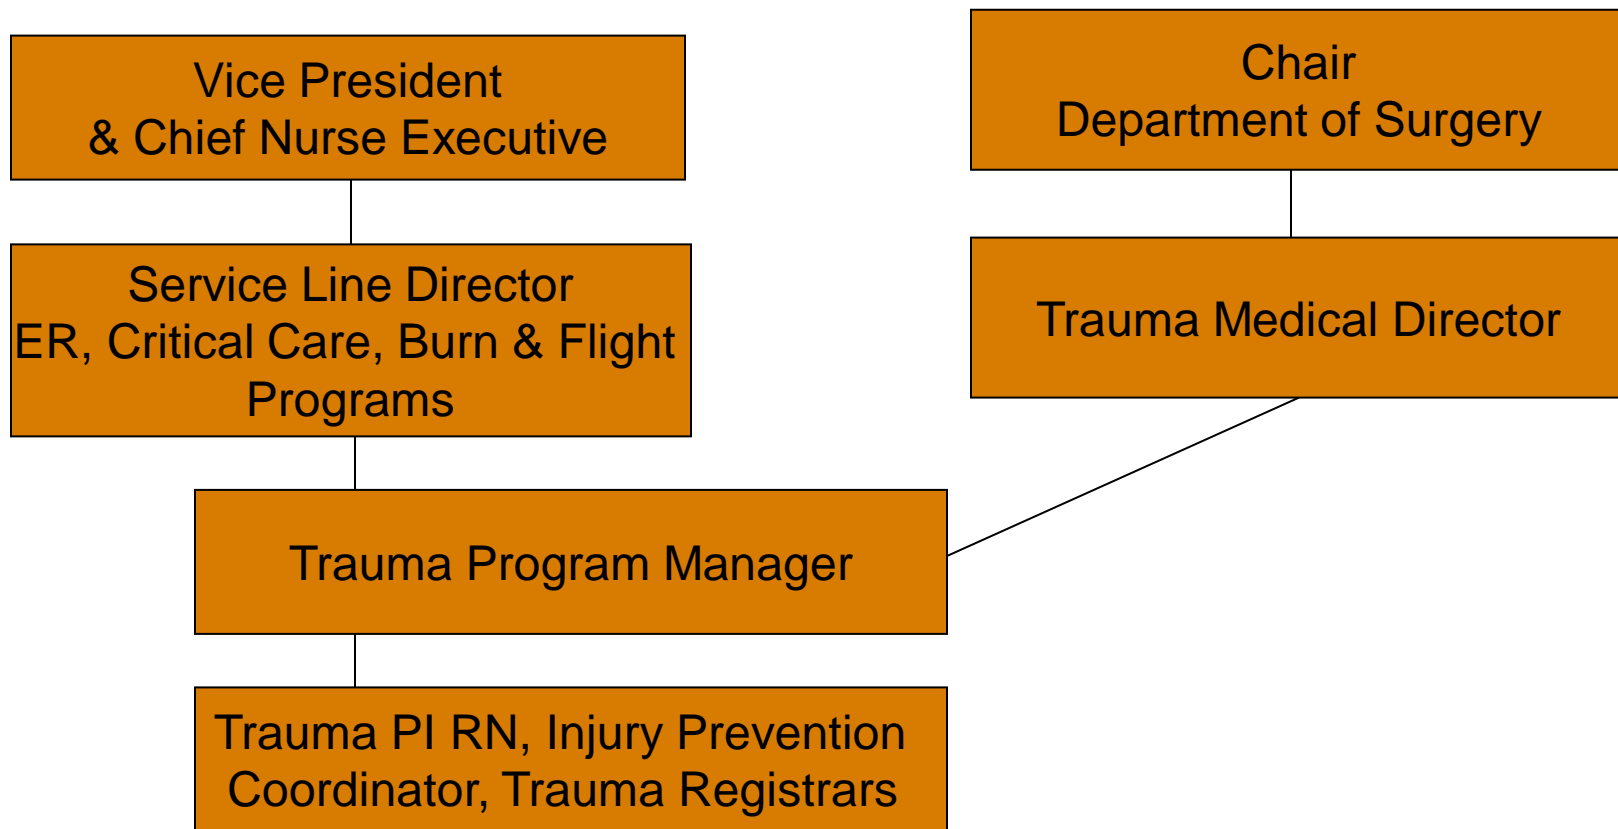 Vice President
& Chief Nurse Executive
Chair
Department of Surgery
Service Line Director
ER, Critical Care, Burn & Flight
Programs
Trauma Medical Director
Trauma Program Manager
Trauma PI RN, Injury Prevention
Coordinator, Trauma Registrars